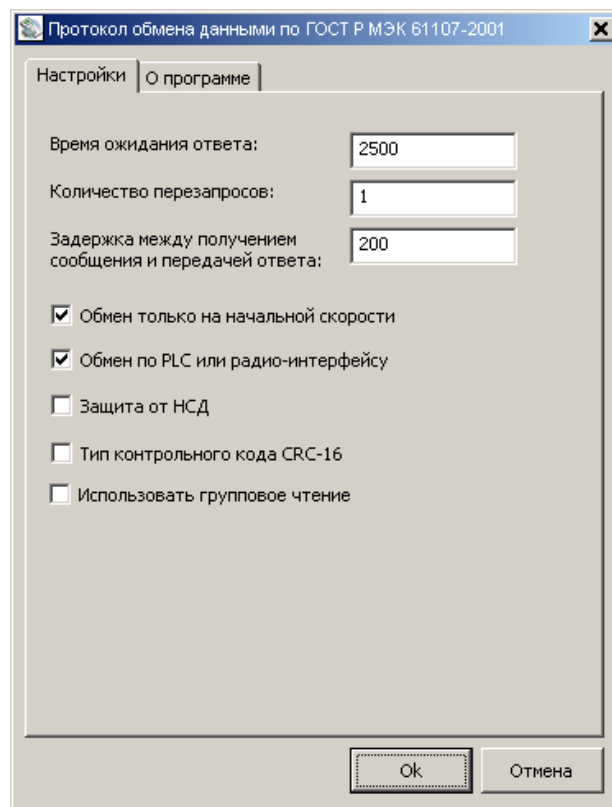 Протокол обмена данными по ГОСТ Р МЭК 61107-2001
Настройки
О программе
Время ожидания ответа:
2500
Количество перезапросов:
1
Задержка между получением
сообщения и передачей ответа:
200
Обмен только на начальной скорости
Обмен по PLC или радио-интерфейсу
Защита от НСД
Тип контрольного кода CRC-16
Использовать групповое чтение
Ok
Отмена